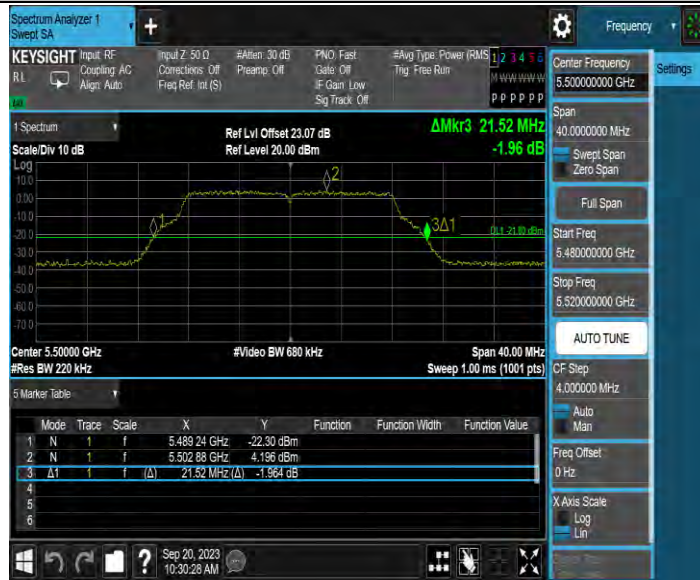 Spectrum Analyzer 1
Swept SA
+
Frequency
KEYSIGHT Input: RF Input Z: 50 Ω #Atten: 30 dB PNO: Fast #Avg Type: Power (RMS 1 2 3 4 5 6
RL Coupling: AC Corrections: Off Preamp: Off Gate: Off Trig: Free Run M W W W W W
Align: Auto Freq Ref: Int (S) IF Gain: Low
Sig Track: Off P P P P P P
Center Frequency
5.500000000 GHz
Settings
Span
40.0000000 MHz
Swept Span
Zero Span
Full Span
Start Freq
5.480000000 GHz
Stop Freq
5.520000000 GHz
AUTO TUNE
CF Step
4.000000 MHz
Auto
Man
Freq Offset
0 Hz
X Axis Scale
Log
Lin
1 Spectrum
Ref Lvl Offset 23.07 dB ΔMkr3 21.52 MHz
Scale/Div 10 dB Ref Level 20.00 dBm -1.96 dB
Log
10.0
0.00
-10.0
-20.0
-30.0
-40.0
-50.0
-60.0
-70.0
1
2
3Δ1
DL1 -21.80 dBm
Center 5.50000 GHz #Video BW 680 kHz Span 40.00 MHz
#Res BW 220 kHz Sweep 1.00 ms (1001 pts)
5 Marker Table
Mode Trace Scale X Y Function Function Width Function Value
1 N 1 f 5.489 24 GHz -22.30 dBm
2 N 1 f 5.502 88 GHz 4.196 dBm
3 Δ1 1 f (Δ) 21.52 MHz (Δ) -1.964 dB
4
5
6
?
Sep 20, 2023
10:30:28 AM